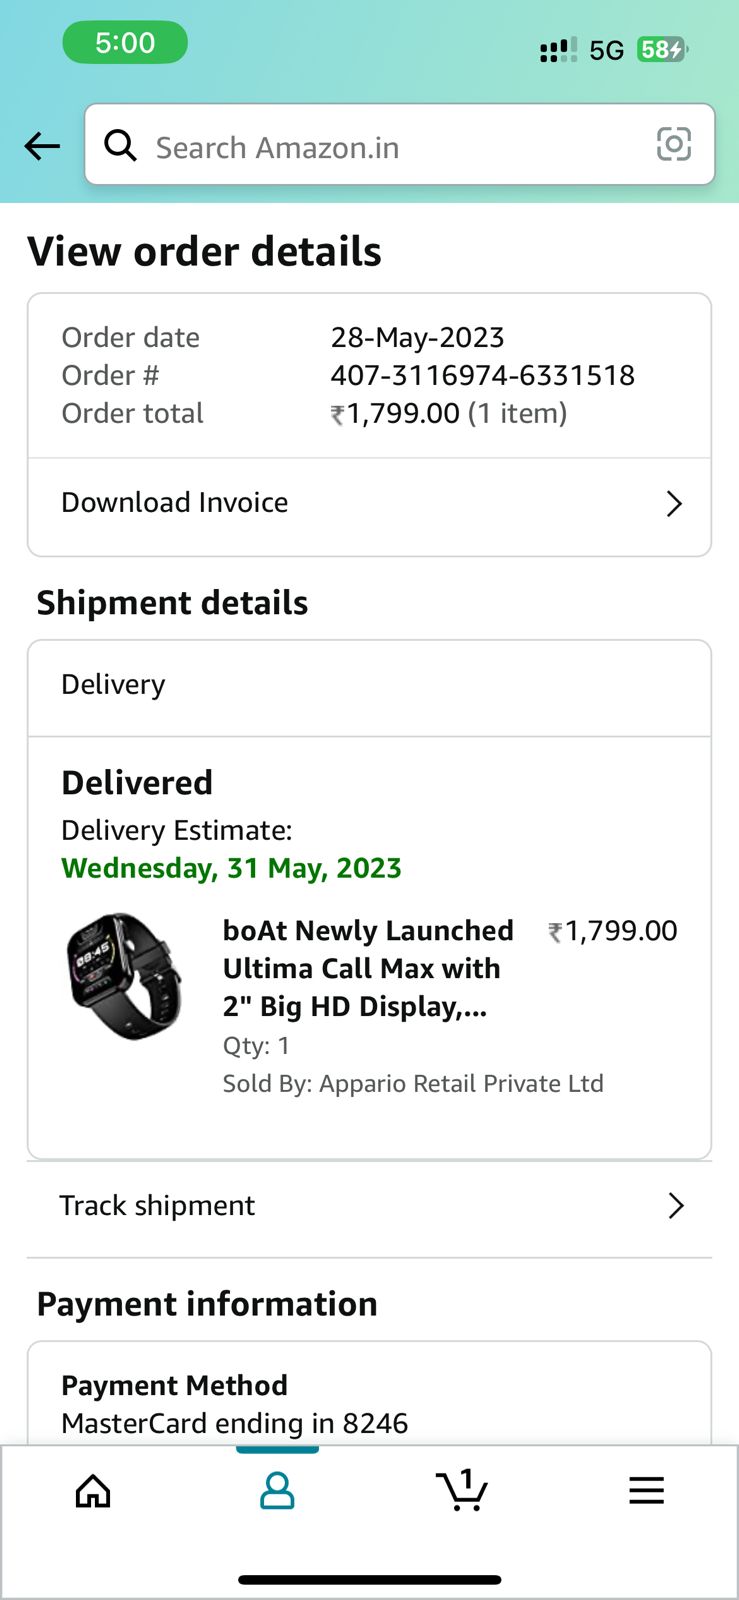 5:00
5G 58
Search Amazon.in
View order details
Order date 28-May-2023
Order # 407-3116974-6331518
Order total ₹1,799.00 (1 item)
Download Invoice
Shipment details
Delivery
Delivered
Delivery Estimate:
Wednesday, 31 May, 2023
08:45
boAt Newly Launched ₹1,799.00
Ultima Call Max with
2" Big HD Display,...
Qty: 1
Sold By: Appario Retail Private Ltd
Track shipment
Payment information
Payment Method
MasterCard ending in 8246
1